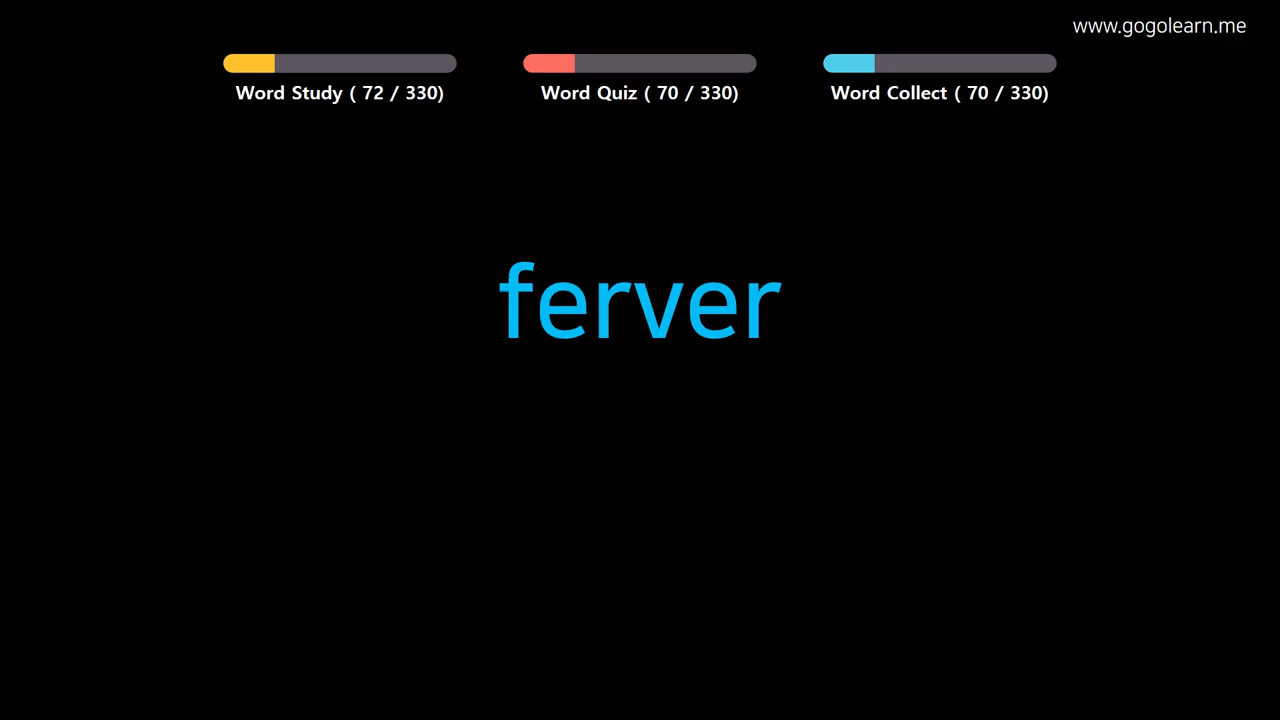 www.gogolearn.me
Word Study ( 72 / 330)
Word Quiz ( 70 / 330)
Word Collect ( 70 / 330)
ferver